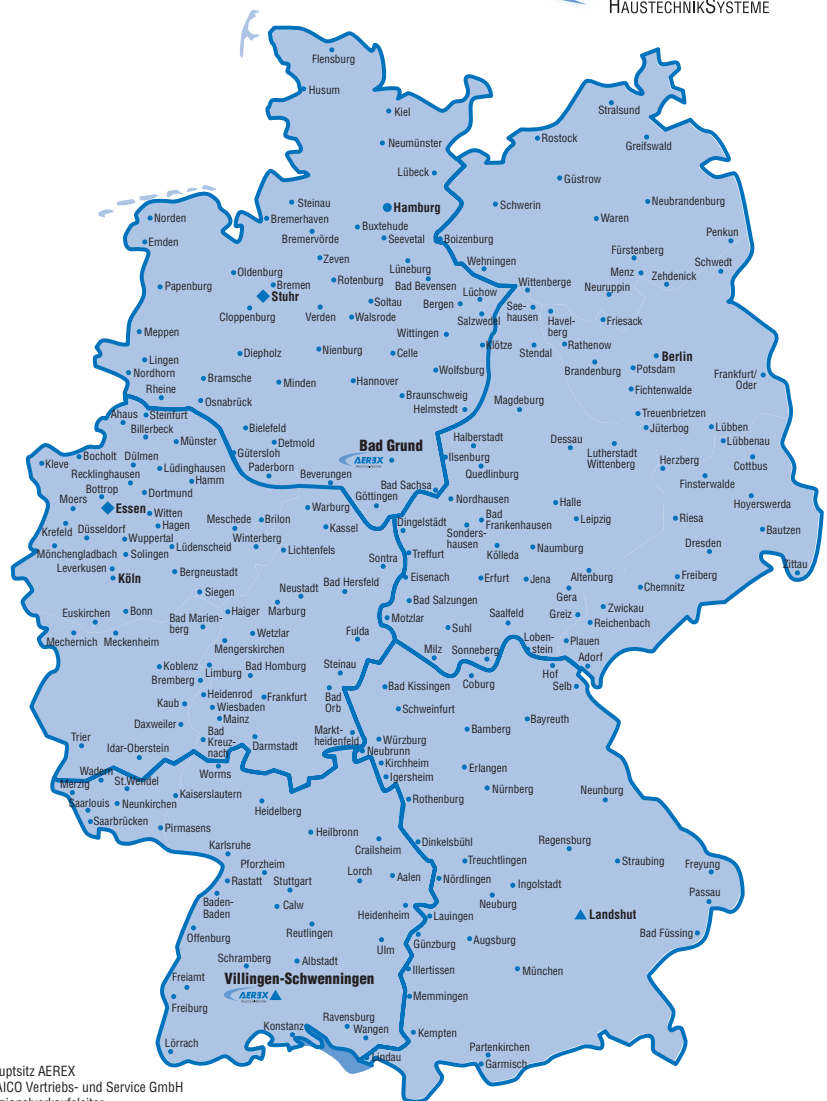 HAUSTECHNIKSYSTEME
Flensburg
Husum
Kiel
Stralsund
Rostock
Neumünster
Greifswald
Lübeck
Güstrow
Steinau
Hamburg
Schwerin
Neubrandenburg
Norden
Bremerhaven
Waren
Buxtehude
Penkun
Emden
Bremervörde
Seevetal
Boizenburg
Fürstenberg
Zeven
Wehningen
Schwedt
Oldenburg
Lüneburg
Menz
Zehdenick
Papenburg
Bremen
Rotenburg
Bad Bevensen
Wittenberge
Neuruppin
Stuhr
Lüchow
Soltau
Bergen
See-
hausen
Cloppenburg
Verden
Walsrode
Salzwedel
Havel-
berg
Friesack
Meppen
Wittingen
Klötze
Rathenow
Stendal
Nienburg
Diepholz
Celle
Berlin
Lingen
Brandenburg
Potsdam
Nordhorn
Wolfsburg
Frankfurt/
Oder
Bramsche
Minden
Hannover
Rheine
Fichtenwalde
Osnabrück
Braunschweig
Helmstedt
Magdeburg
Ahaus
Steinfurt
Treuenbrietzen
Billerbeck
Bielefeld
Jüterbog
Lübben
Münster
Detmold
Bad Grund
Halberstadt
Dessau
Lübbenau
Gütersloh
AEREX
Ilsenburg
Lutherstadt
Wittenberg
Kleve
Bocholt
Dülmen
Herzberg
Cottbus
Lüdinghausen
Paderborn
Quedlinburg
Recklinghausen
Beverungen
Finsterwalde
Hamm
Bad Sachsa
Bottrop
Dortmund
Göttingen
Moers
Nordhausen
Halle
Hoyerswerda
Essen
Warburg
Witten
Bad
Frankenhausen
Leipzig
Riesa
Meschede
Brilon
Dingelstädt
Krefeld
Düsseldorf
Hagen
Kassel
Sonders-
hausen
Bautzen
Wuppertal
Winterberg
Dresden
Mönchengladbach
Solingen
Lüdenscheid
Lichtenfels
Treffurt
Kölleda
Naumburg
Sontra
Leverkusen
Bergneustadt
Zittau
Köln
Bad Hersfeld
Eisenach
Erfurt
Jena
Altenburg
Freiberg
Neustadt
Chemnitz
Siegen
Gera
Bad Salzungen
Marburg
Zwickau
Euskirchen
Bonn
Haiger
Greiz
Bad Marien-
berg
Motzlar
Saalfeld
Reichenbach
Wetzlar
Suhl
Mechernich
Meckenheim
Fulda
Loben-
stein
Plauen
Mengerskirchen
Milz
Sonneberg
Adorf
Koblenz
Limburg
Bad Homburg
Steinau
Hof
Bremberg
Bad Kissingen
Coburg
Selb
Heidenrod
Frankfurt
Bad
Orb
Kaub
Wiesbaden
Schweinfurt
Mainz
Bayreuth
Daxweiler
Bamberg
Trier
Bad
Kreuz-
nach
Markt-
heidenfeld
Würzburg
Idar-Oberstein
Darmstadt
Neubrunn
Kirchheim
Erlangen
Wadern
Worms
Igersheim
Merzig
St.Wendel
Nürnberg
Kaiserslautern
Rothenburg
Neunburg
Saarlouis
Neunkirchen
Heidelberg
Saarbrücken
Pirmasens
Heilbronn
Karlsruhe
Crailsheim
Dinkelsbühl
Regensburg
Treuchtlingen
Straubing
Pforzheim
Freyung
Rastatt
Stuttgart
Lorch
Aalen
Nördlingen
Ingolstadt
Passau
Baden-
Baden
Calw
Neuburg
Heidenheim
Lauingen
Landshut
Offenburg
Reutlingen
Bad Füssing
Günzburg
Augsburg
Ulm
Schramberg
Albstadt
Illertissen
München
Freiamt
Villingen-Schwenningen
AEREX
Memmingen
Freiburg
Ravensburg
Konstanz
Wangen
Kempten
Lörrach
Partenkirchen
Lindau
Garmisch
uptsitz AEREX
AICO Vertriebs- und Service GmbH
gionalverkaufsleiter